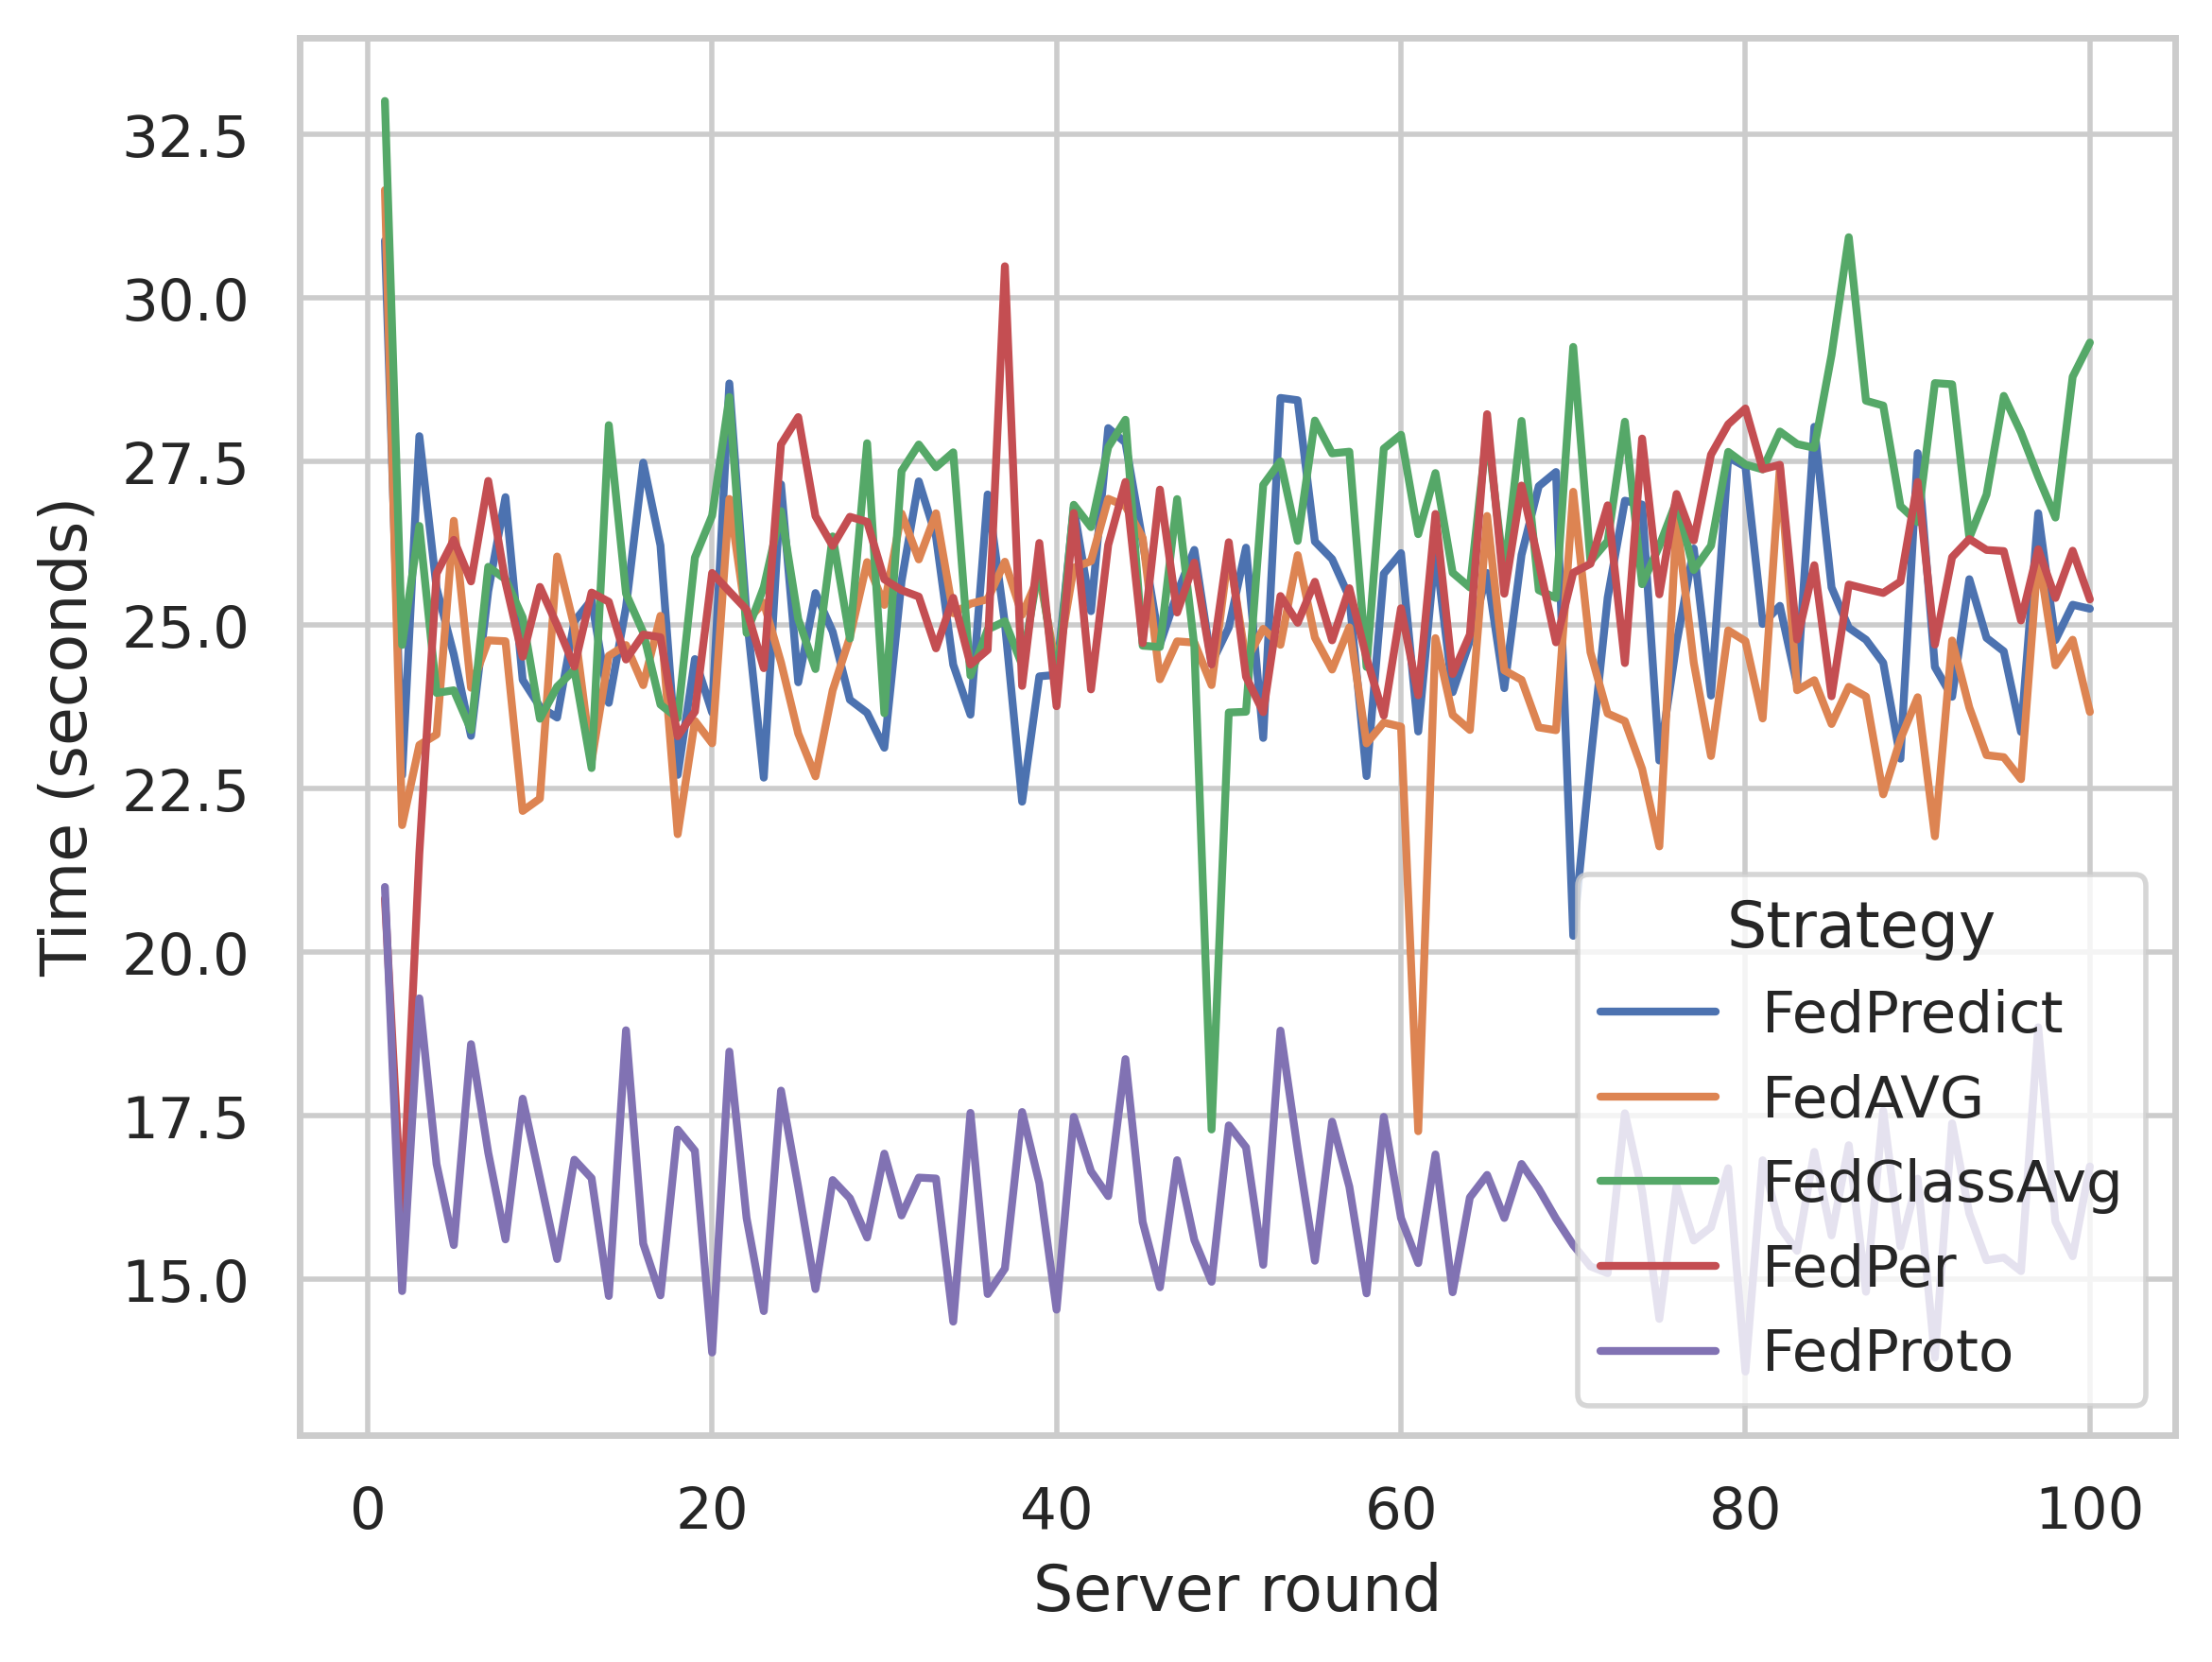 32.5
30.0
27.5
25.0
22.5
20.0
17.5
15.0
Time (seconds)
0 20 40 60 80 100
Server round
Strategy
FedPredict
FedAVG
FedClassAvg
FedPer
FedProto